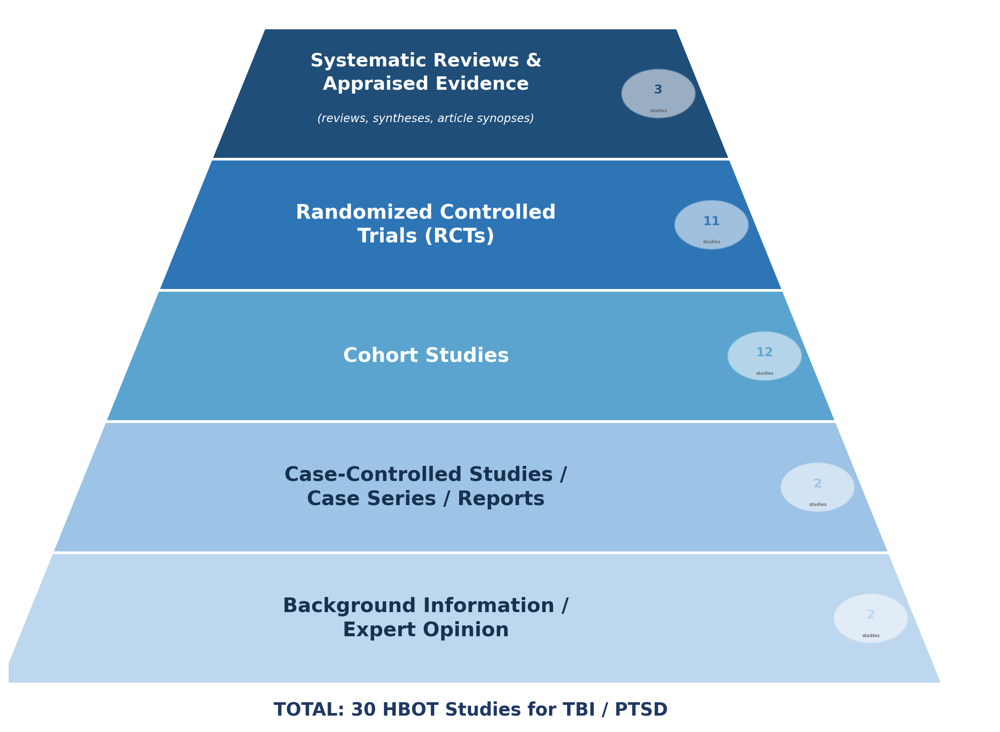 Systematic Reviews &
Appraised Evidence
(reviews, syntheses, article synopses)
3
studies
Randomized Controlled
Trials (RCTs)
11
studies
Cohort Studies
12
studies
Case-Controlled Studies /
Case Series / Reports
2
studies
Background Information /
Expert Opinion
2
studies
TOTAL: 30 HBOT Studies for TBI / PTSD